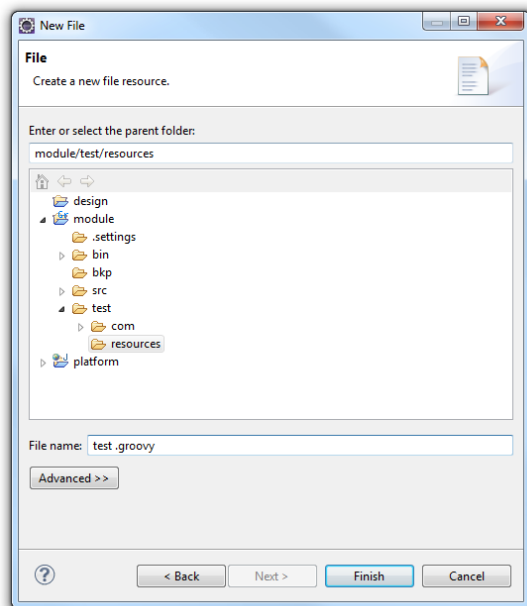 New File
File
Create a new file resource.
Enter or select the parent folder:
module/test/resources
design
module
.settings
bin
bkp
src
test
com
resources
platform
File name: test .groovy
Advanced >>
< Back Next > Finish Cancel